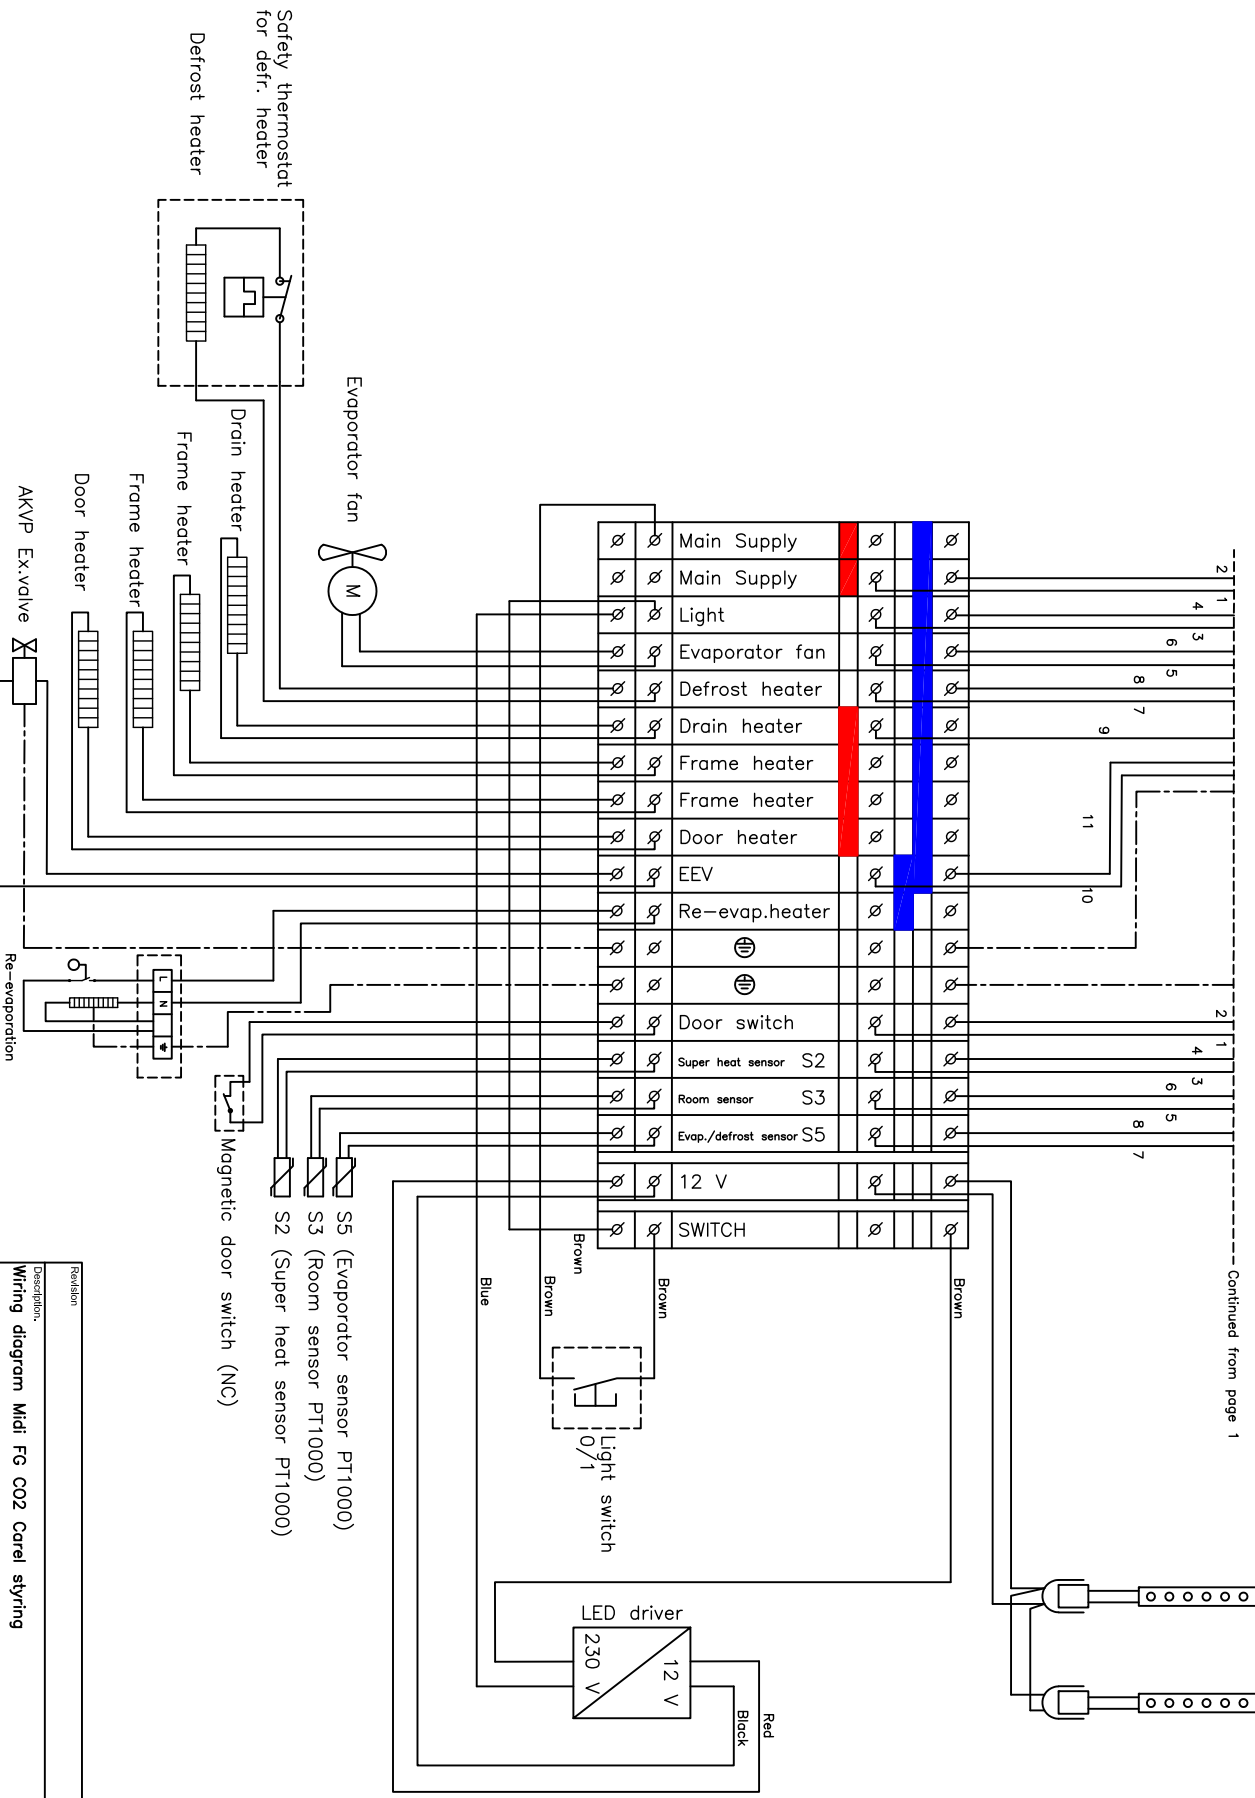 Safety thermostat
for defr. heater
Defrost heater
Evaporator fan
Drain heater
Frame heater
Frame heater
Door heater
AKVP Ex.valve
M
Main Supply
Main Supply
Light
Evaporator fan
Defrost heater
Drain heater
Frame heater
Frame heater
Door heater
EEV
Re-evap.heater
Door switch
Super heat sensor S2
Room sensor S3
Evap./defrost sensor S5
12 V
SWITCH
2
1
4
3
6
5
8
7
9
11
10
2
1
4
3
6
5
8
7
Continued from page 1
L
N
Re-evaporation
Magnetic door switch (NC)
S2 (Super heat sensor PT1000)
S3 (Room sensor PT1000)
S5 (Evaporator sensor PT1000)
Blue
Brown
Brown
Brown
Brown
Light switch
0/1
LED driver
230 V
12 V
Red
Black
Revision
Description.
Wiring diagram Midi FG CO2 Carel styring